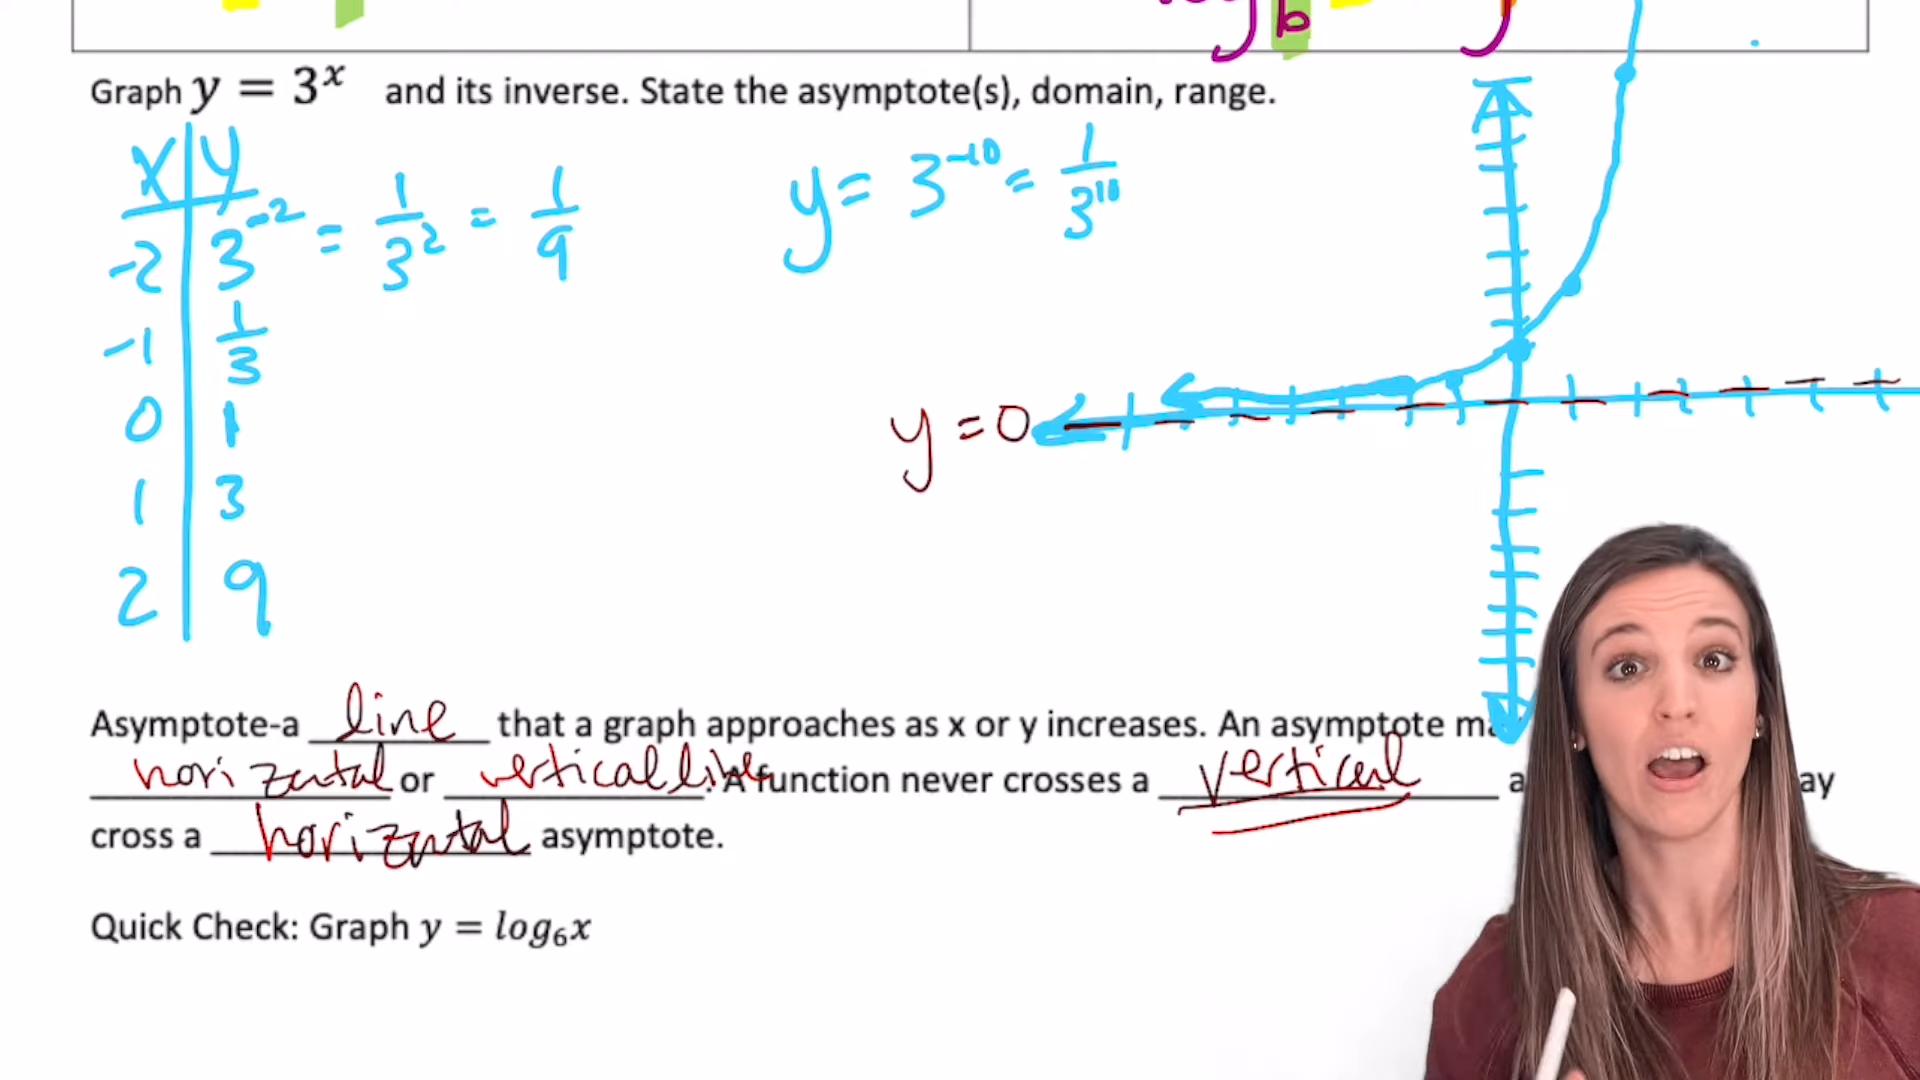 log_b y
Graph y = 3^x and its inverse. State the asymptote(s), domain, range.
x y
-2 3^-2 = 1/3^2 = 1/9
-1 1/3
0 1
1 3
2 9
y = 3^-10 = 1/3^10
y = 0
Asymptote-a line that a graph approaches as x or y increases. An asymptote
horizontal or vertical line. A function never crosses a vertical
cross a horizontal asymptote.
Quick Check: Graph y = log_6 x